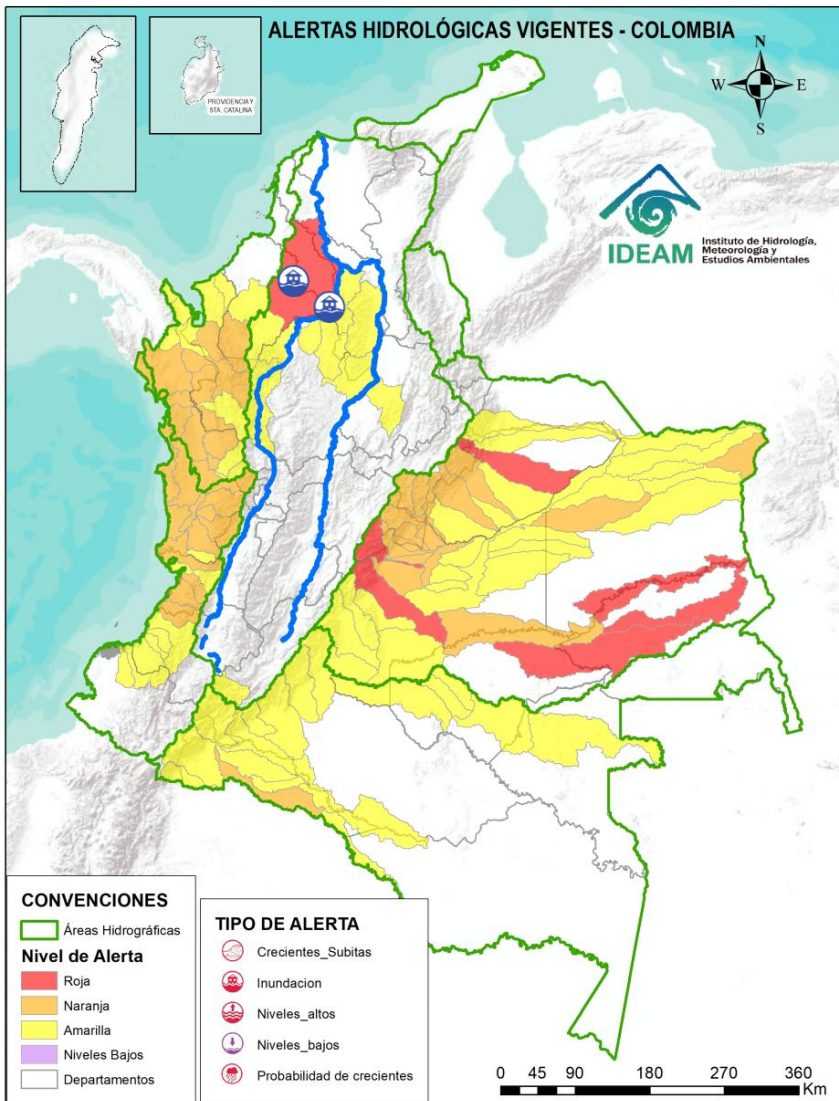 ALERTAS HIDROLÓGICAS VIGENTES - COLOMBIA
PROVIDENCIA Y
STA. CATALINA
N
W E
S
IDEAM
Instituto de Hidrología,
Meteorología y
Estudios Ambientales
CONVENCIONES
Áreas Hidrográficas
Nivel de Alerta
Roja
Naranja
Amarilla
Niveles Bajos
Departamentos
TIPO DE ALERTA
Crecientes_Subitas
Inundacion
Niveles_altos
Niveles_bajos
Probabilidad de crecientes
0 45 90 180 270 360
Km